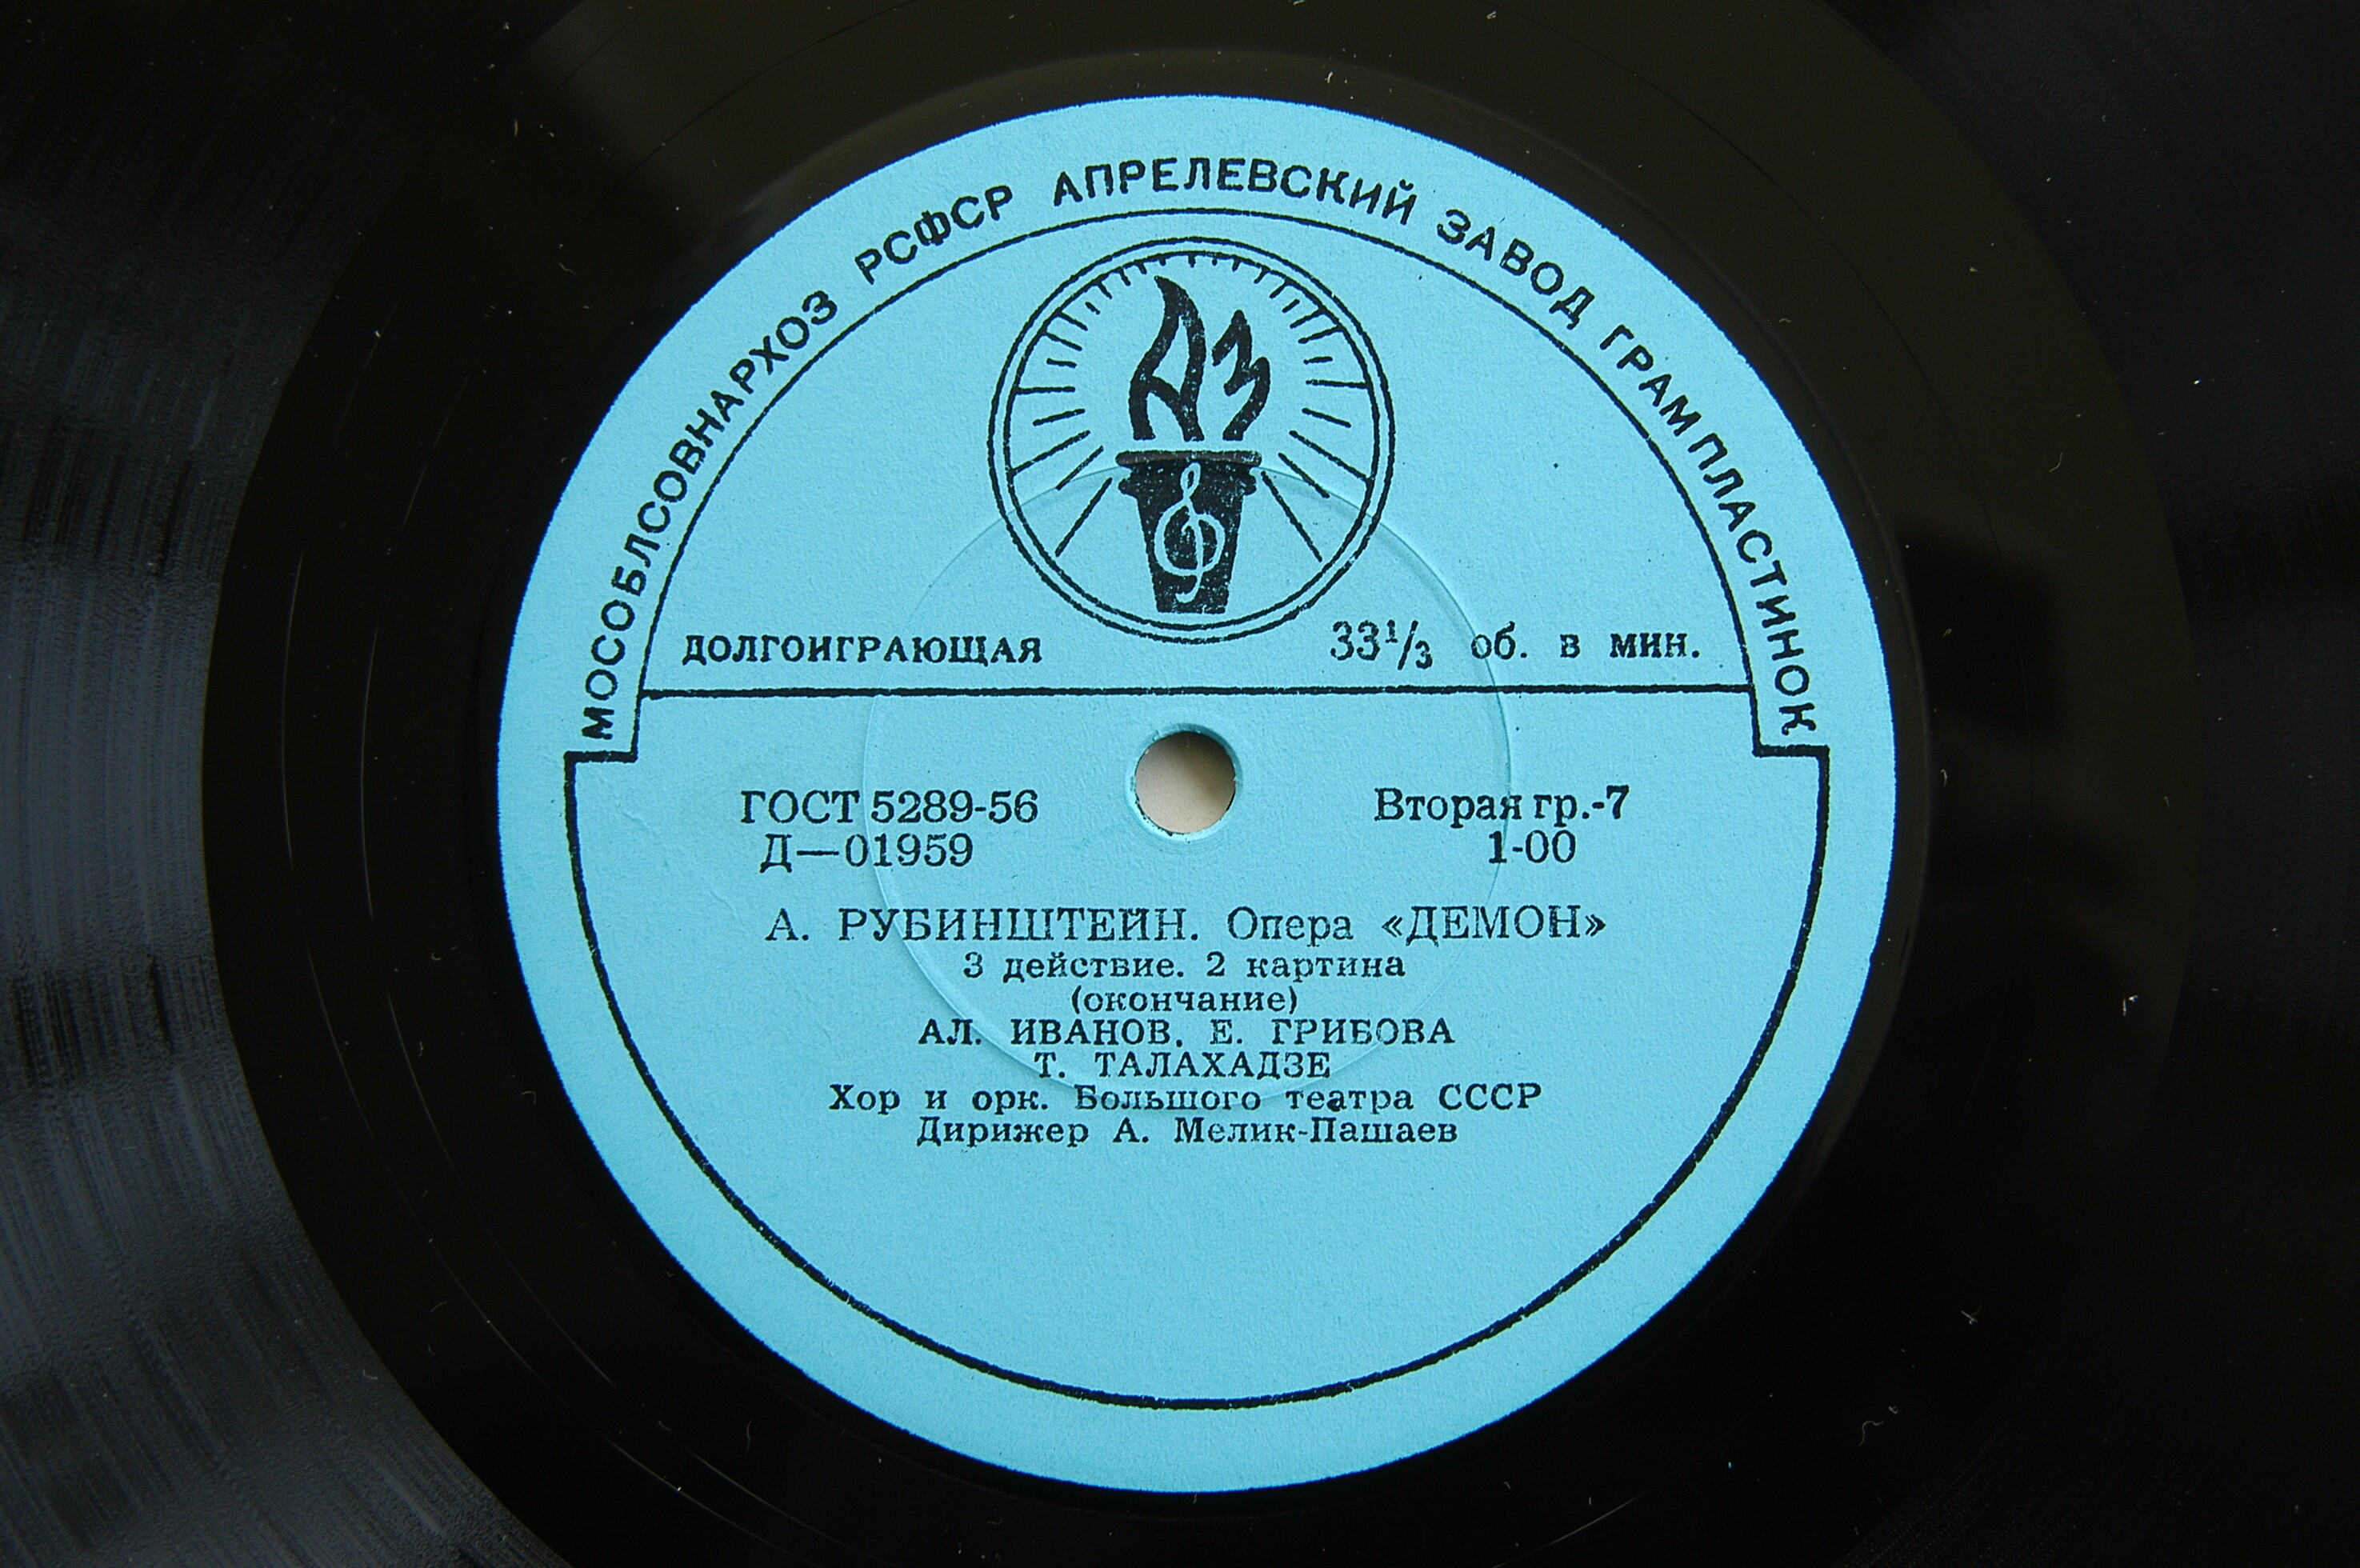 МОСОБЛСОВНАРХОЗ РСФСР АПРЕЛЕВСКИЙ ЗАВОД ГРАМПЛАСТИНОК
АЗ
ДОЛГОИГРАЮЩАЯ 33⅓ об. в мин.
ГОСТ 5289-56 Вторая гр.-7
Д—01959 1-00
А. РУБИНШТЕЙН. Опера «ДЕМОН»
3 действие. 2 картина
(окончание)
АЛ. ИВАНОВ, Е. ГРИБОВА
Т. ТАЛАХАДЗЕ
Хор и орк. Большого театра СССР
Дирижер А. Мелик-Пашаев